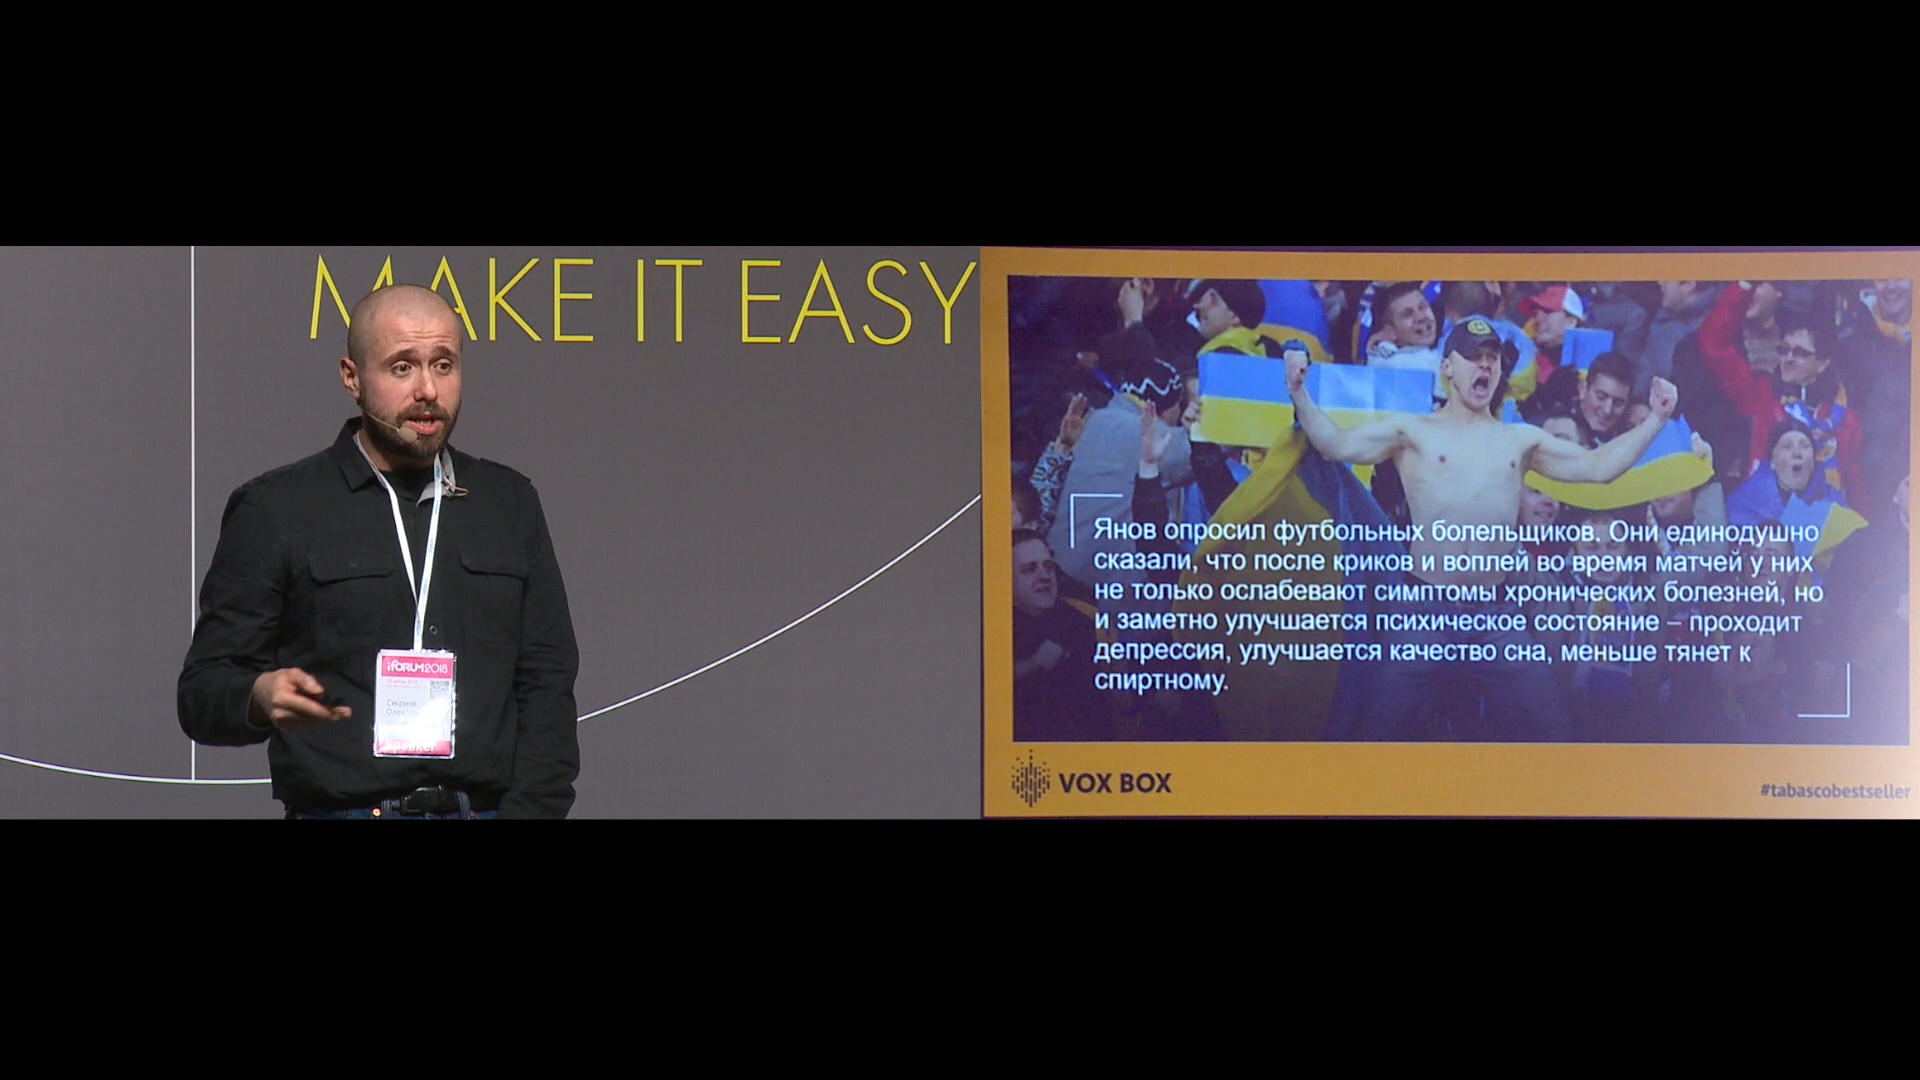 MAKE IT EASY
iFORUM2018
Смірнов
Speaker
Янов опросил футбольных болельщиков. Они единодушно
сказали, что после криков и воплей во время матчей у них
не только ослабевают симптомы хронических болезней, но
и заметно улучшается психическое состояние – проходит
депрессия, улучшается качество сна, меньше тянет к
спиртному.
VOX BOX
#tabascobestseller